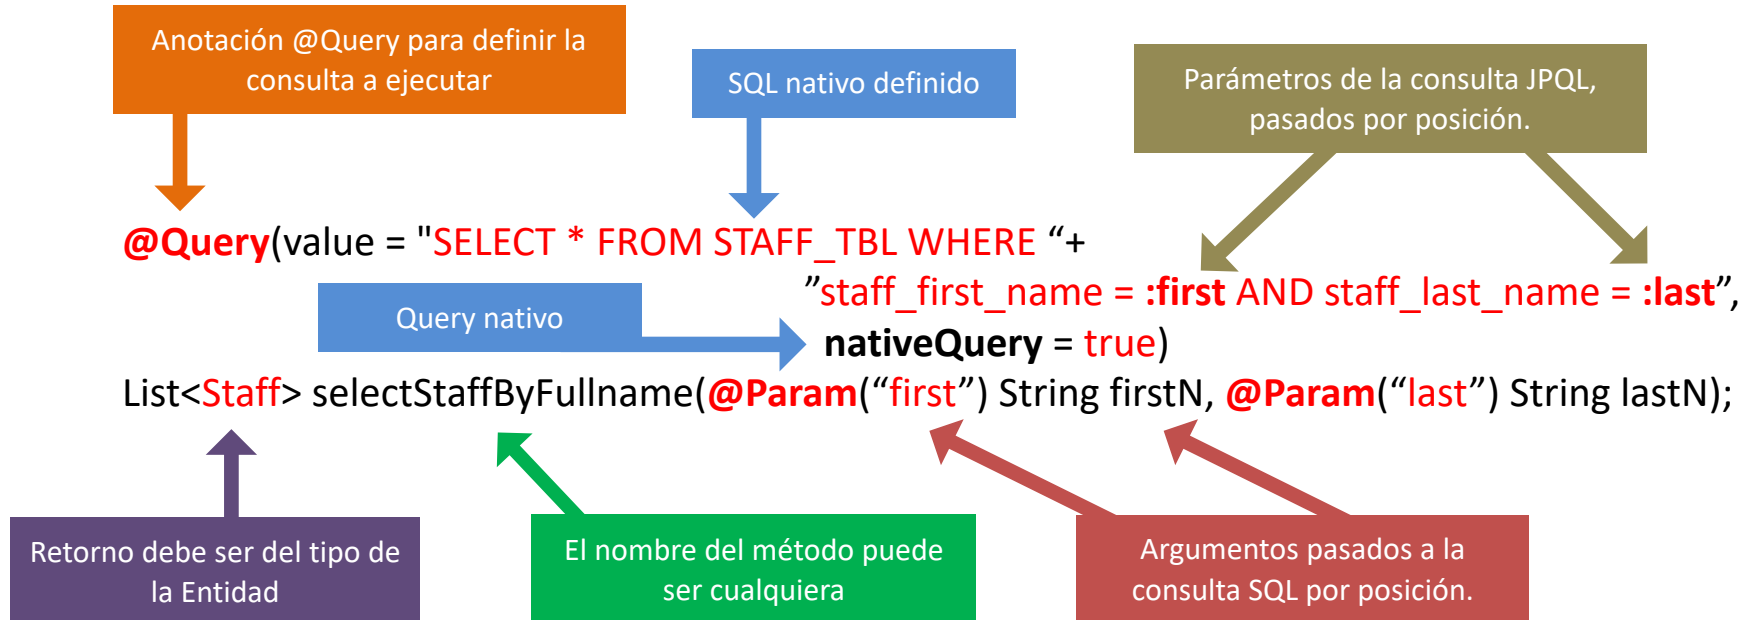 Anotación @Query para definir la
consulta a ejecutar
SQL nativo definido
Parámetros de la consulta JPQL,
pasados por posición.
@Query(value = "SELECT * FROM STAFF_TBL WHERE “+
”staff_first_name = :first AND staff_last_name = :last”,
Query nativo
nativeQuery = true)
List<Staff> selectStaffByFullname(@Param(“first”) String firstN, @Param(“last”) String lastN);
Retorno debe ser del tipo de
la Entidad
El nombre del método puede
ser cualquiera
Argumentos pasados a la
consulta SQL por posición.